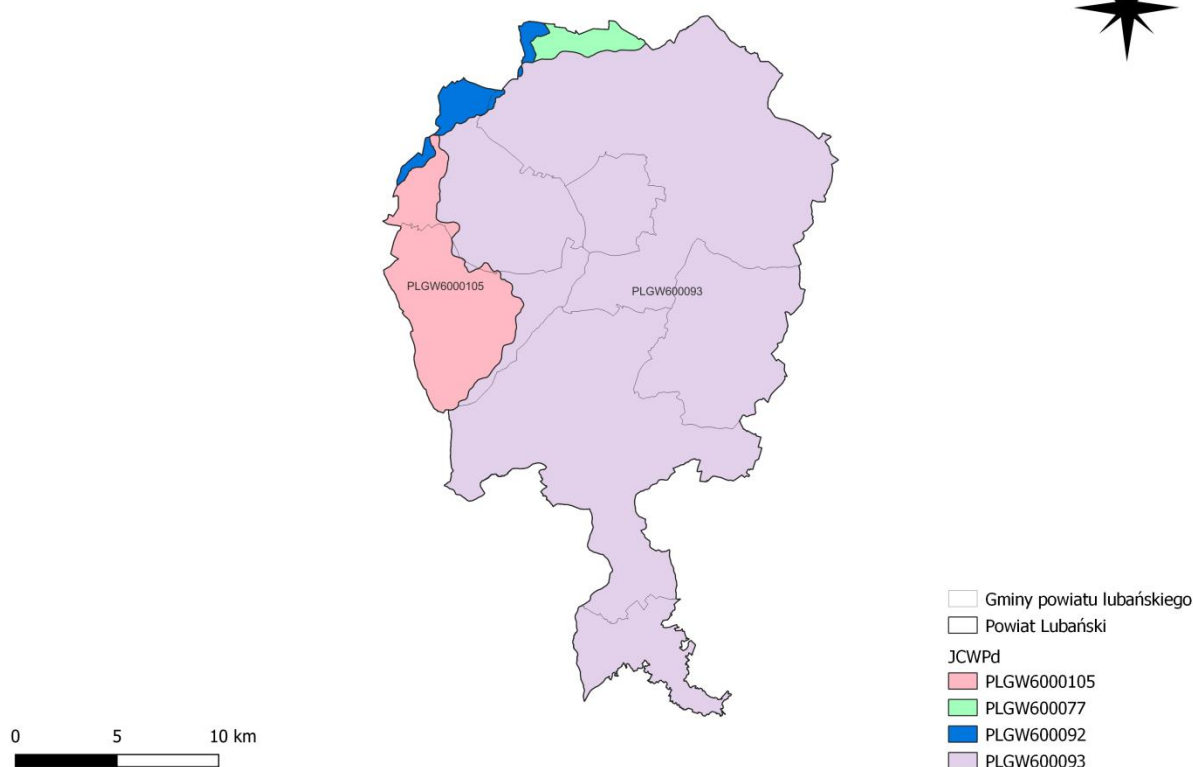 PLGW6000105
PLGW600093
Gminy powiatu lubańskiego
Powiat Lubański
JCWPd
PLGW6000105
PLGW600077
PLGW600092
PLGW600093
0 5 10 km